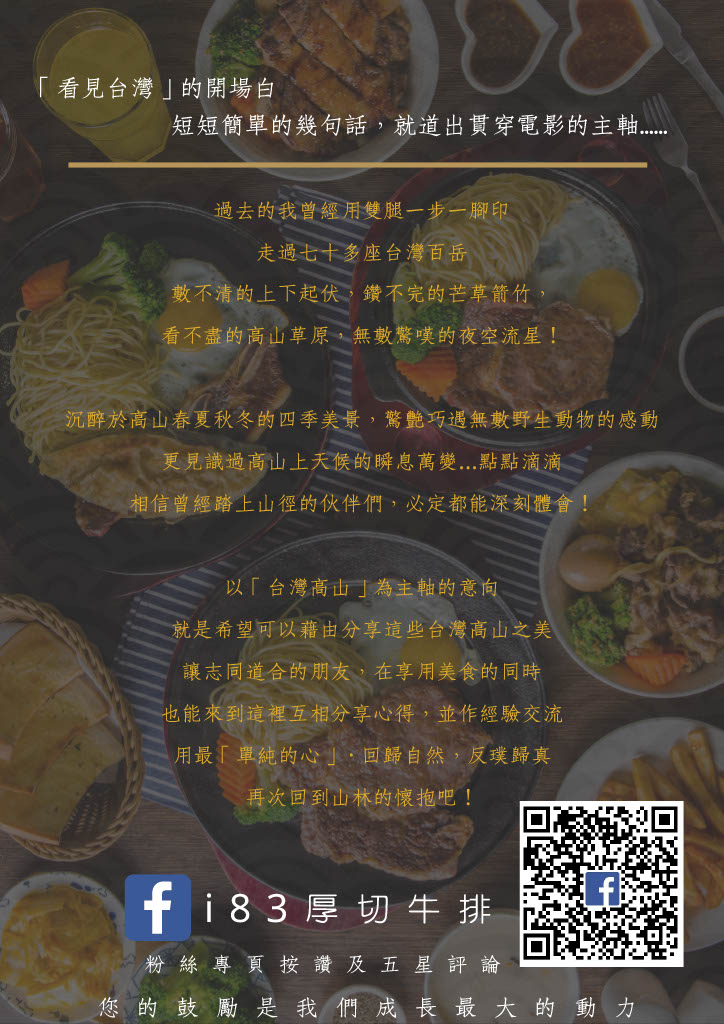 「看見台灣」的開場白
短短簡單的幾句話，就道出貫穿電影的主軸……
過去的我曾經用雙腿一步一腳印
走過七十多座台灣百岳
數不清的上下起伏，鑽不完的芒草箭竹，
看不盡的高山草原，無數驚嘆的夜空流星！
沉醉於高山春夏秋冬的四季美景，驚艷巧遇無數野生動物的感動
更見識過高山上天候的瞬息萬變...點點滴滴
相信曾經踏上山徑的伙伴們，必定都能深刻體會！
以「台灣高山」為主軸的意向
就是希望可以藉由分享這些台灣高山之美
讓志同道合的朋友，在享用美食的同時
也能來到這裡互相分享心得，並作經驗交流
用最「單純的心」·回歸自然，反璞歸真
再次回到山林的懷抱吧！
i83厚切牛排
粉絲專頁按讚及五星評論
您的鼓勵是我們成長最大的動力